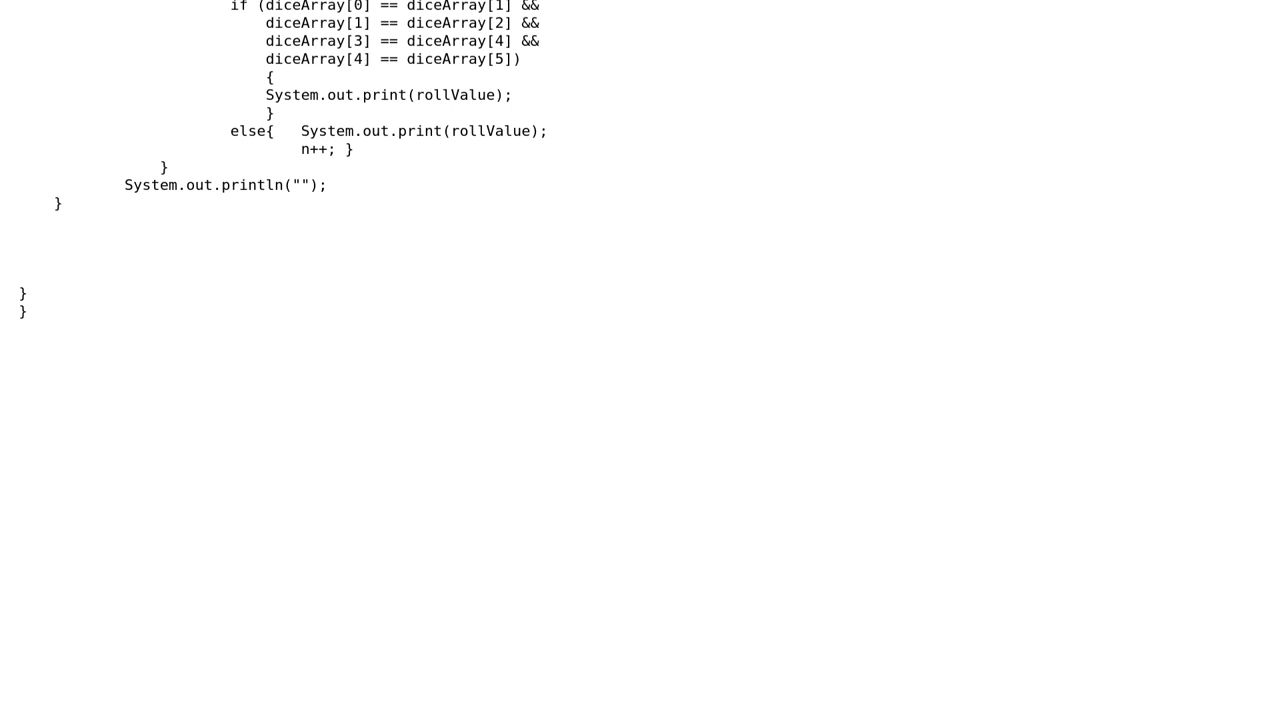 if (diceArray[0] == diceArray[1] &&
diceArray[1] == diceArray[2] &&
diceArray[3] == diceArray[4] &&
diceArray[4] == diceArray[5])
{
System.out.print(rollValue);
}
else{   System.out.print(rollValue);
n++; }
}
System.out.println("");
}
}
}